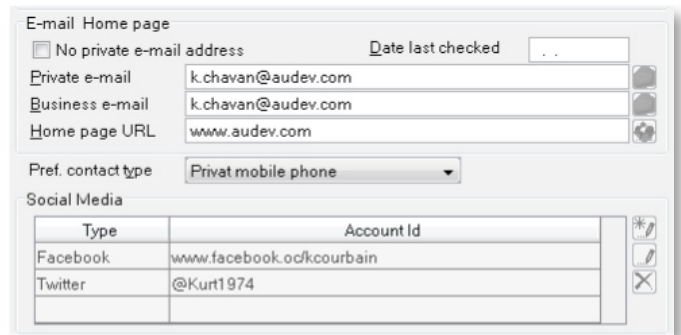 E-mail Home page
No private e-mail address Date last checked . .
Private e-mail k.chavan@audev.com
Business e-mail k.chavan@audev.com
Home page URL www.audev.com
Pref. contact type Privat mobile phone
Social Media
Type Account Id
Facebook www.facebook.oc/kcourbain
Twitter @Kurt1974